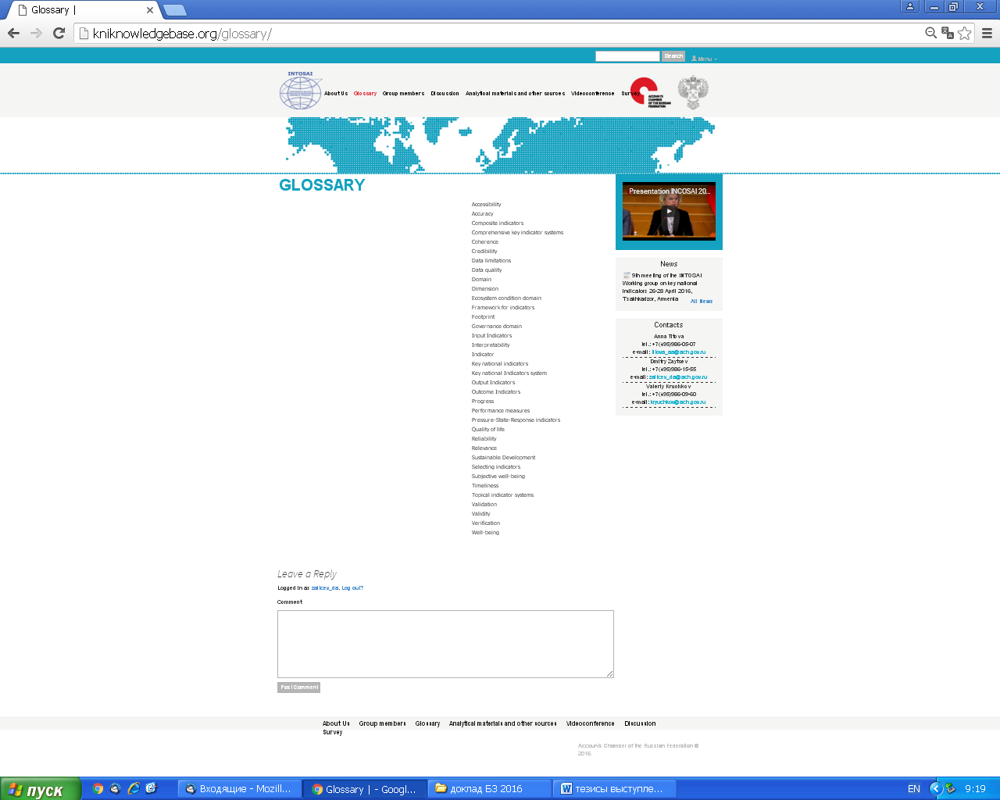 Glossary |
kniknowledgebase.org/glossary/
Search
Menu
INTOSAI
About Us Glossary Group members Discussion Analytical materials and other sources Videoconference Survey
ACCOUNTS
CHAMBER
OF THE RUSSIAN
FEDERATION
GLOSSARY
Accessibility
Accuracy
Composite indicators
Comprehensive key indicator systems
Coherence
Credibility
Data limitations
Data quality
Domain
Dimension
Ecosystem condition domain
Framework for indicators
Footprint
Governance domain
Input Indicators
Interpretability
Indicator
Key national indicators
Key national Indicators system
Output Indicators
Outcome Indicators
Progress
Performance measures
Pressure-State-Response indicators
Quality of life
Reliability
Relevance
Sustainable Development
Selecting indicators
Subjective well-being
Timeliness
Topical indicator systems
Validation
Validity
Verification
Well-being
Presentation INCOSAI 20...
News
9th meeting of the INTOSAI
Working group on key national
indicators 26-28 April 2016,
Tsakhkadzor, Armenia
All News
Contacts
Anna Titova
tel.: +7(495)986-05-07
e-mail: titova_aa@ach.gov.ru
Dmitry Zaytsev
tel.: +7(495)986-15-55
e-mail: zaitcev_da@ach.gov.ru
Valeriy Kruchkov
tel.: +7(495)986-09-60
e-mail: kryuchkov@ach.gov.ru
Leave a Reply
Logged in as zaitcev_da. Log out?
Comment
Post Comment
About Us Group members Glossary Analytical materials and other sources Videoconference Discussion
Survey
Accounts Chamber of the Russian Federation ©
2016.
пуск
Входящие - Mozill...
Glossary | - Googl...
доклад БЗ 2016
тезисы выступле...
EN
9:19